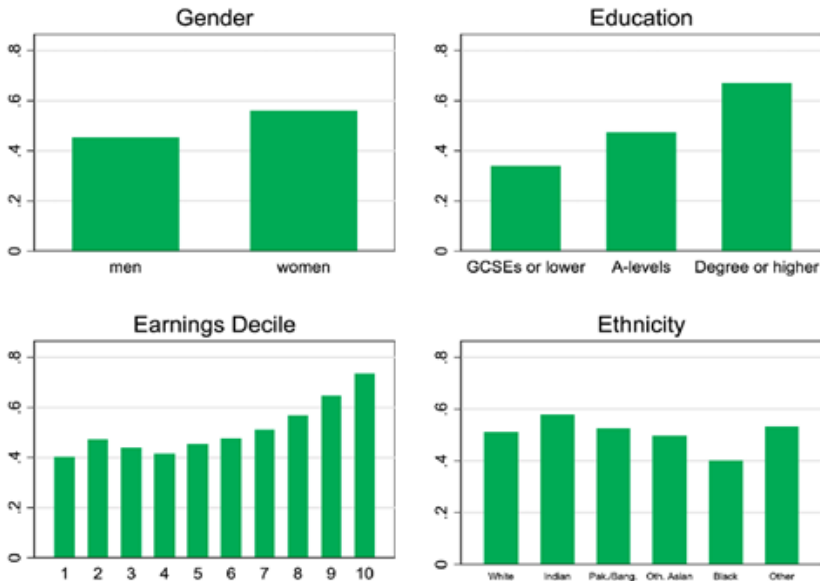 Gender
.8
.6
.4
.2
0
men women
Education
.8
.6
.4
.2
0
GCSEs or lower A-levels Degree or higher
Earnings Decile
.8
.6
.4
.2
0
1 2 3 4 5 6 7 8 9 10
Ethnicity
.8
.6
.4
.2
0
White Indian Pak./Bang. Oth. Asian Black Other